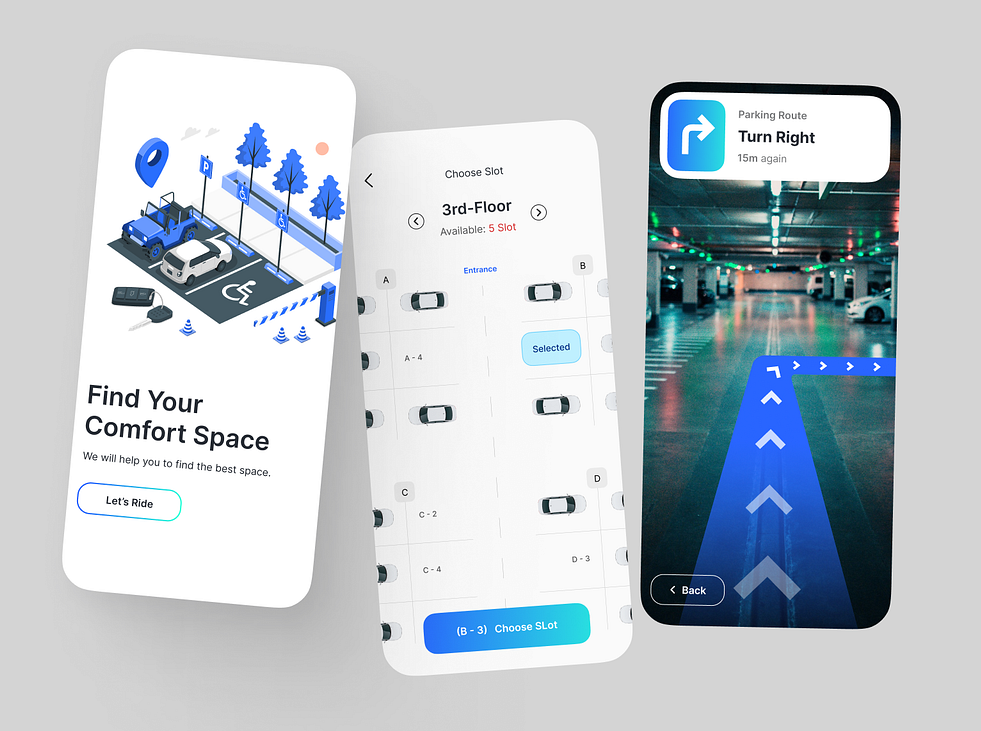 P
Find Your
Comfort Space
We will help you to find the best space.
Let's Ride
Choose Slot
3rd-Floor
Available: 5 Slot
Entrance
A
B
A - 4
Selected
C
D
C - 2
D - 3
C - 4
(B - 3) Choose SLot
Parking Route
Turn Right
15m again
Back